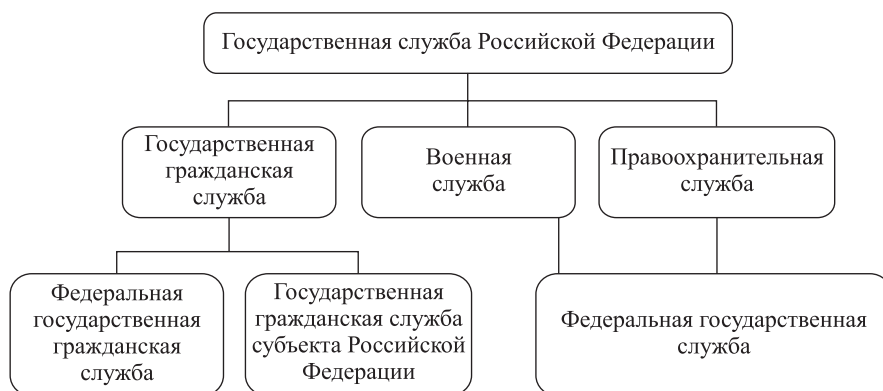 Государственная служба Российской Федерации
Государственная
гражданская
служба
Военная
служба
Правоохранительная
служба
Федеральная
государственная
гражданская
служба
Государственная
гражданская служба
субъекта Российской
Федерации
Федеральная государственная
служба